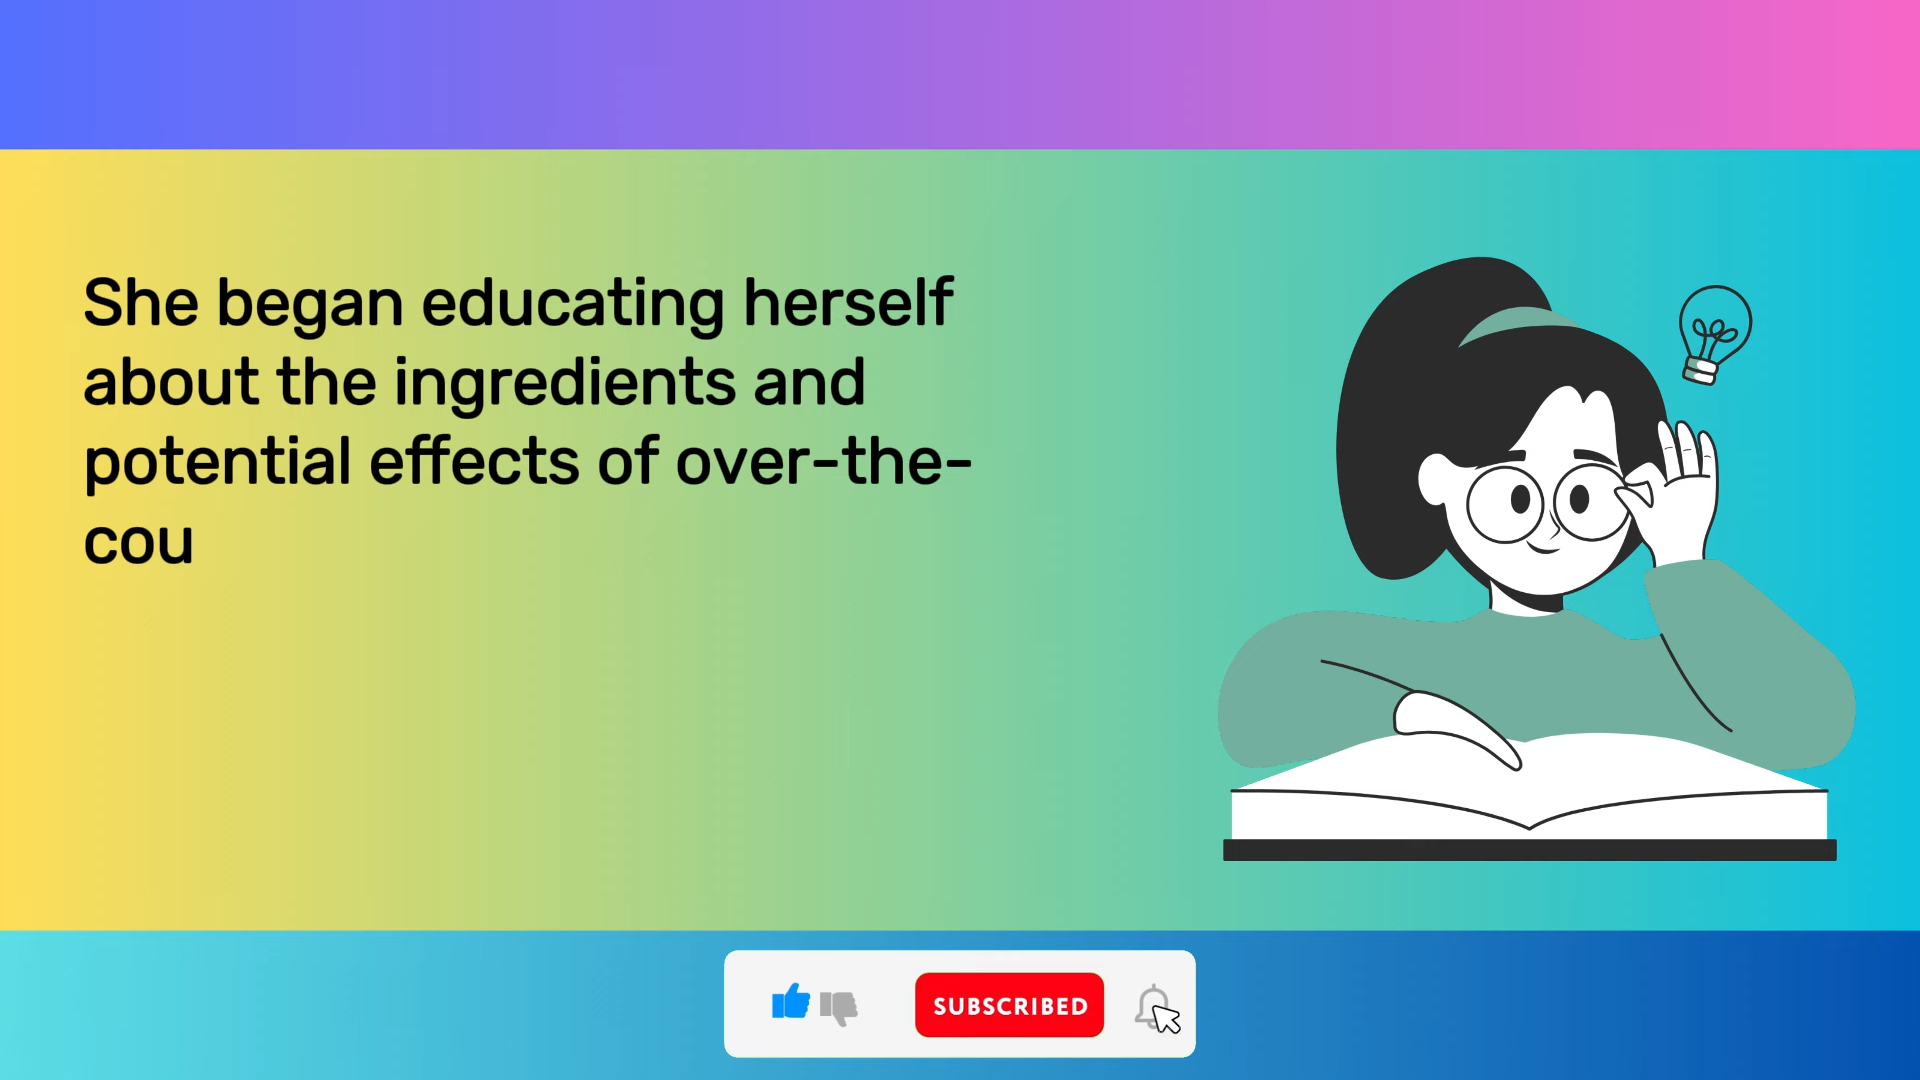 She began educating herself
about the ingredients and
potential effects of over-the-
cou
SUBSCRIBED